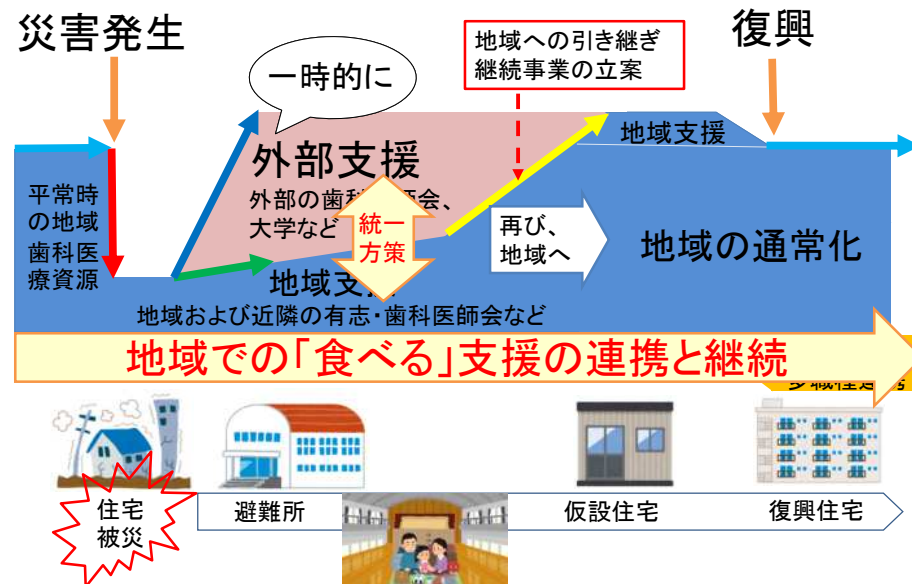 災害発生
復興
一時的に
地域への引き継ぎ
継続事業の立案
地域支援
外部支援
外部の歯科
師会、
大学など
統一
方策
平常時
の地域
歯科医
療資源
再び、
地域へ
地域の通常化
地域支
地域および近隣の有志・歯科医師会など
地域での「食べる」支援の連携と継続
住宅
被災
避難所
仮設住宅
復興住宅